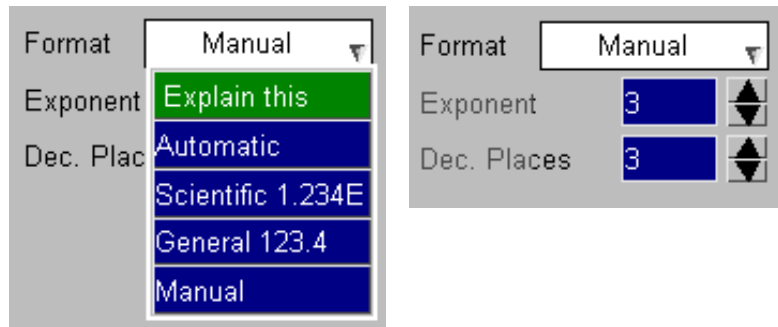 Format Manual
Exponent
Dec. Plac
Explain this
Automatic
Scientific 1.234E
General 123.4
Manual
Format Manual
Exponent 3
Dec. Places 3